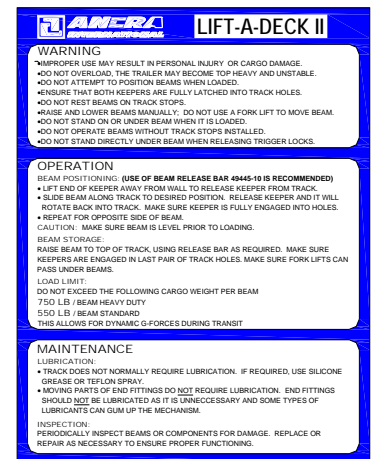 ANCRA
INTERNATIONAL
LIFT-A-DECK II
WARNING
•IMPROPER USE MAY RESULT IN PERSONAL INJURY OR CARGO DAMAGE.
•DO NOT OVERLOAD, THE TRAILER MAY BECOME TOP HEAVY AND UNSTABLE.
•DO NOT ATTEMPT TO POSITION BEAMS WHEN LOADED.
•ENSURE THAT BOTH KEEPERS ARE FULLY LATCHED INTO TRACK HOLES.
•DO NOT REST BEAMS ON TRACK STOPS.
•RAISE AND LOWER BEAMS MANUALLY; DO NOT USE A FORK LIFT TO MOVE BEAM.
•DO NOT STAND ON OR UNDER BEAM WHEN IT IS LOADED.
•DO NOT OPERATE BEAMS WITHOUT TRACK STOPS INSTALLED.
•DO NOT STAND DIRECTLY UNDER BEAM WHEN RELEASING TRIGGER LOCKS.
OPERATION
BEAM POSITIONING: (USE OF BEAM RELEASE BAR 49445-10 IS RECOMMENDED)
• LIFT END OF KEEPER AWAY FROM WALL TO RELEASE KEEPER FROM TRACK.
• SLIDE BEAM ALONG TRACK TO DESIRED POSITION. RELEASE KEEPER AND IT WILL
ROTATE BACK INTO TRACK. MAKE SURE KEEPER IS FULLY ENGAGED INTO HOLES.
• REPEAT FOR OPPOSITE SIDE OF BEAM.
CAUTION: MAKE SURE BEAM IS LEVEL PRIOR TO LOADING.
BEAM STORAGE:
RAISE BEAM TO TOP OF TRACK, USING RELEASE BAR AS REQUIRED. MAKE SURE
KEEPERS ARE ENGAGED IN LAST PAIR OF TRACK HOLES. MAKE SURE FORK LIFTS CAN
PASS UNDER BEAMS.
LOAD LIMIT:
DO NOT EXCEED THE FOLLOWING CARGO WEIGHT PER BEAM
750 LB / BEAM HEAVY DUTY
550 LB / BEAM STANDARD
THIS ALLOWS FOR DYNAMIC G-FORCES DURING TRANSIT
MAINTENANCE
LUBRICATION:
• TRACK DOES NOT NORMALLY REQUIRE LUBRICATION. IF REQUIRED, USE SILICONE
GREASE OR TEFLON SPRAY.
• MOVING PARTS OF END FITTINGS DO NOT REQUIRE LUBRICATION. END FITTINGS
SHOULD NOT BE LUBRICATED AS IT IS UNNECCESSARY AND SOME TYPES OF
LUBRICANTS CAN GUM UP THE MECHANISM.
INSPECTION:
PERIODICALLY INSPECT BEAMS OR COMPONENTS FOR DAMAGE. REPLACE OR
REPAIR AS NECESSARY TO ENSURE PROPER FUNCTIONING.